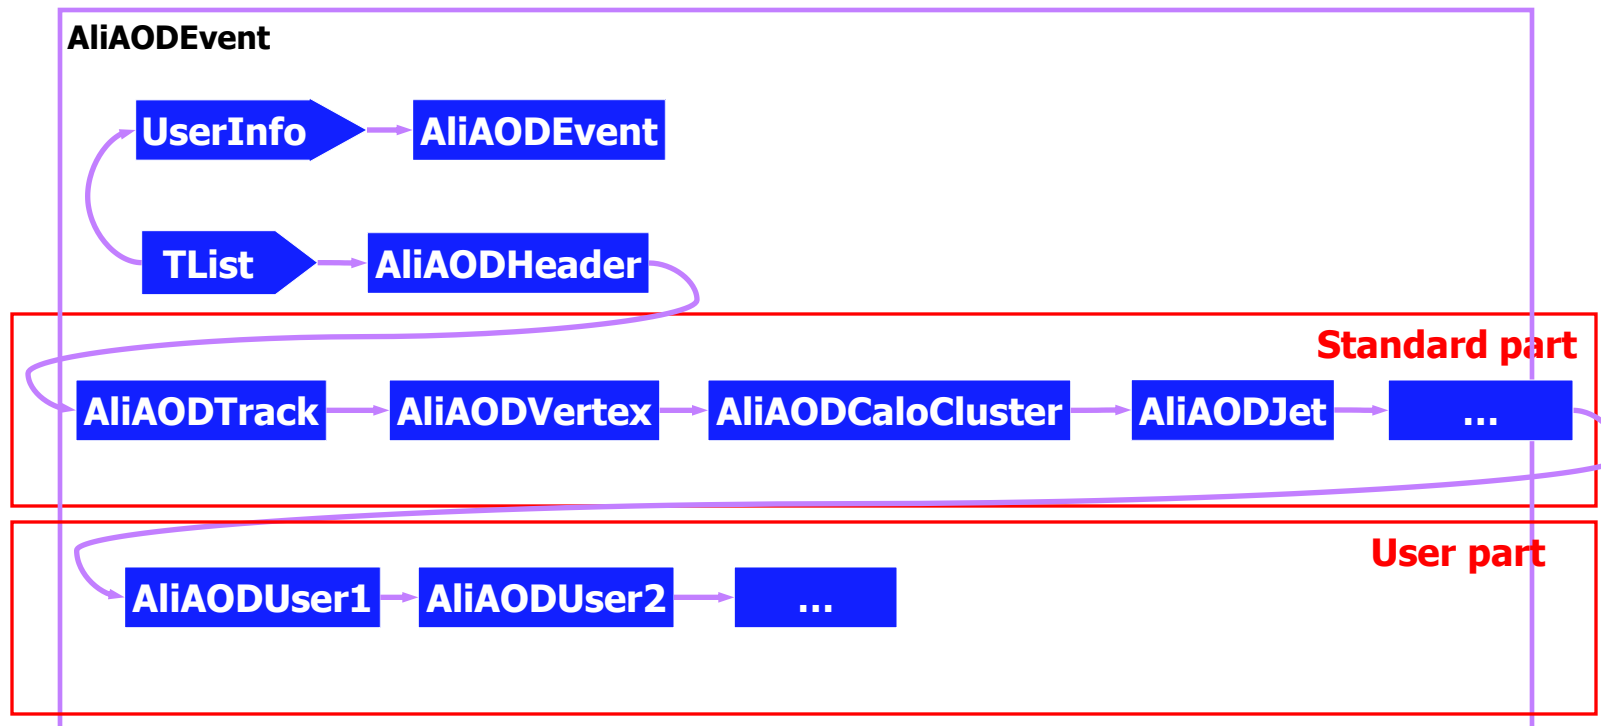 AliAODEvent
UserInfo AliAODEvent
TList AliAODHeader
Standard part
AliAODTrack AliAODVertex AliAODCaloCluster AliAODJet ...
User part
AliAODUser1 AliAODUser2 ...